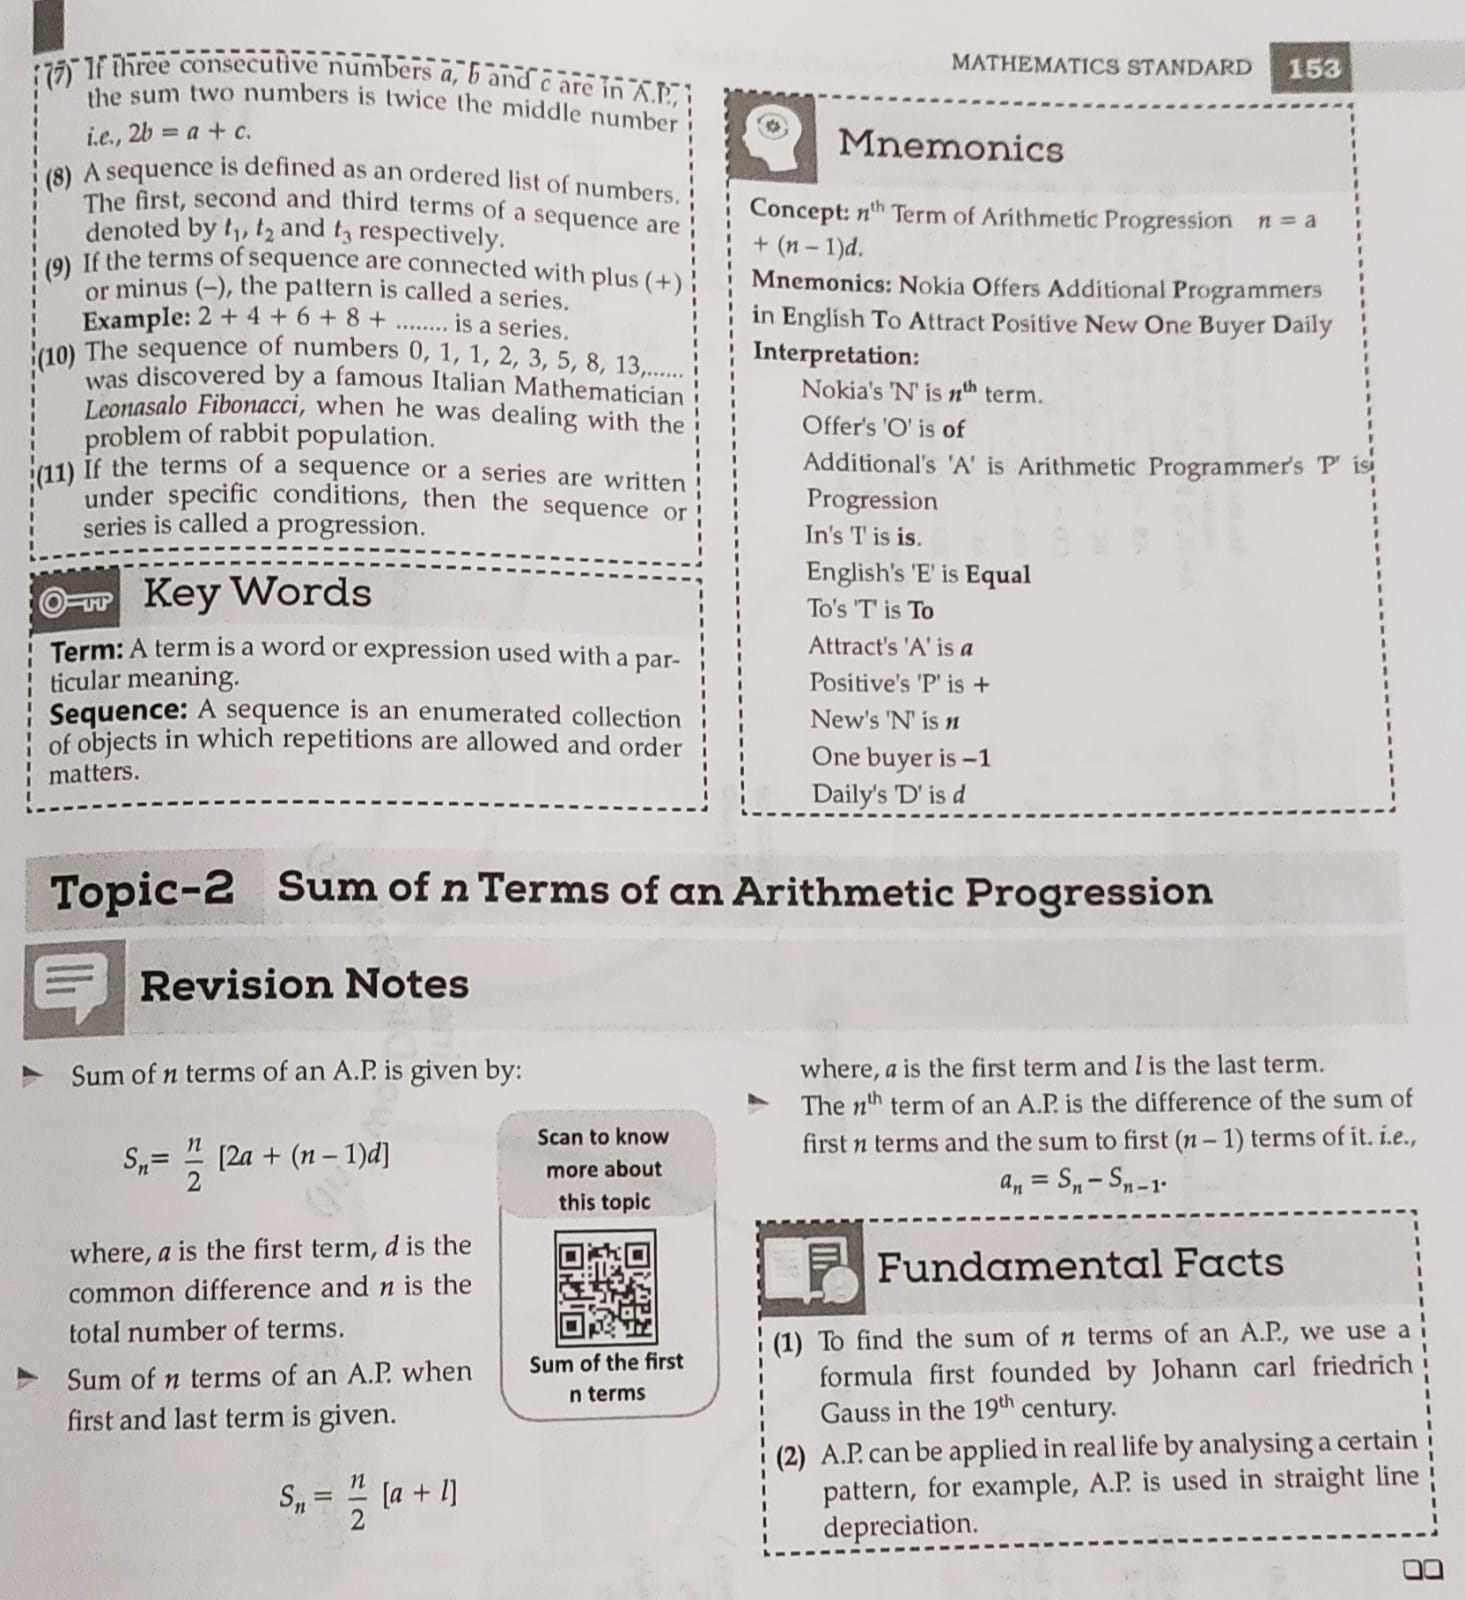 MATHEMATICS STANDARD 153
(7) If three consecutive numbers a, b and c are in A.P.,
the sum two numbers is twice the middle number
i.e., 2b = a + c.
(8) A sequence is defined as an ordered list of numbers.
The first, second and third terms of a sequence are
denoted by t₁, t₂ and t₃ respectively.
(9) If the terms of sequence are connected with plus (+)
or minus (–), the pattern is called a series.
Example: 2 + 4 + 6 + 8 + ........ is a series.
(10) The sequence of numbers 0, 1, 1, 2, 3, 5, 8, 13,......
was discovered by a famous Italian Mathematician
Leonasalo Fibonacci, when he was dealing with the
problem of rabbit population.
(11) If the terms of a sequence or a series are written
under specific conditions, then the sequence or
series is called a progression.
Key Words
Term: A term is a word or expression used with a par-
ticular meaning.
Sequence: A sequence is an enumerated collection
of objects in which repetitions are allowed and order
matters.
Mnemonics
Concept: nᵗʰ Term of Arithmetic Progression n = a
+ (n – 1)d.
Mnemonics: Nokia Offers Additional Programmers
in English To Attract Positive New One Buyer Daily
Interpretation:
Nokia's 'N' is nᵗʰ term.
Offer's 'O' is of
Additional's 'A' is Arithmetic Programmer's 'P' is
Progression
In's 'I' is is.
English's 'E' is Equal
To's 'T' is To
Attract's 'A' is a
Positive's 'P' is +
New's 'N' is n
One buyer is –1
Daily's 'D' is d
Topic-2 Sum of n Terms of an Arithmetic Progression
Revision Notes
Sum of n terms of an A.P. is given by:
Sₙ = n/2 [2a + (n – 1)d]
where, a is the first term, d is the
common difference and n is the
total number of terms.
Sum of n terms of an A.P. when
first and last term is given.
Sₙ = n/2 [a + l]
Scan to know
more about
this topic
Sum of the first
n terms
where, a is the first term and l is the last term.
The nᵗʰ term of an A.P. is the difference of the sum of
first n terms and the sum to first (n – 1) terms of it. i.e.,
aₙ = Sₙ – Sₙ₋₁.
Fundamental Facts
(1) To find the sum of n terms of an A.P., we use a
formula first founded by Johann carl friedrich
Gauss in the 19ᵗʰ century.
(2) A.P. can be applied in real life by analysing a certain
pattern, for example, A.P. is used in straight line
depreciation.